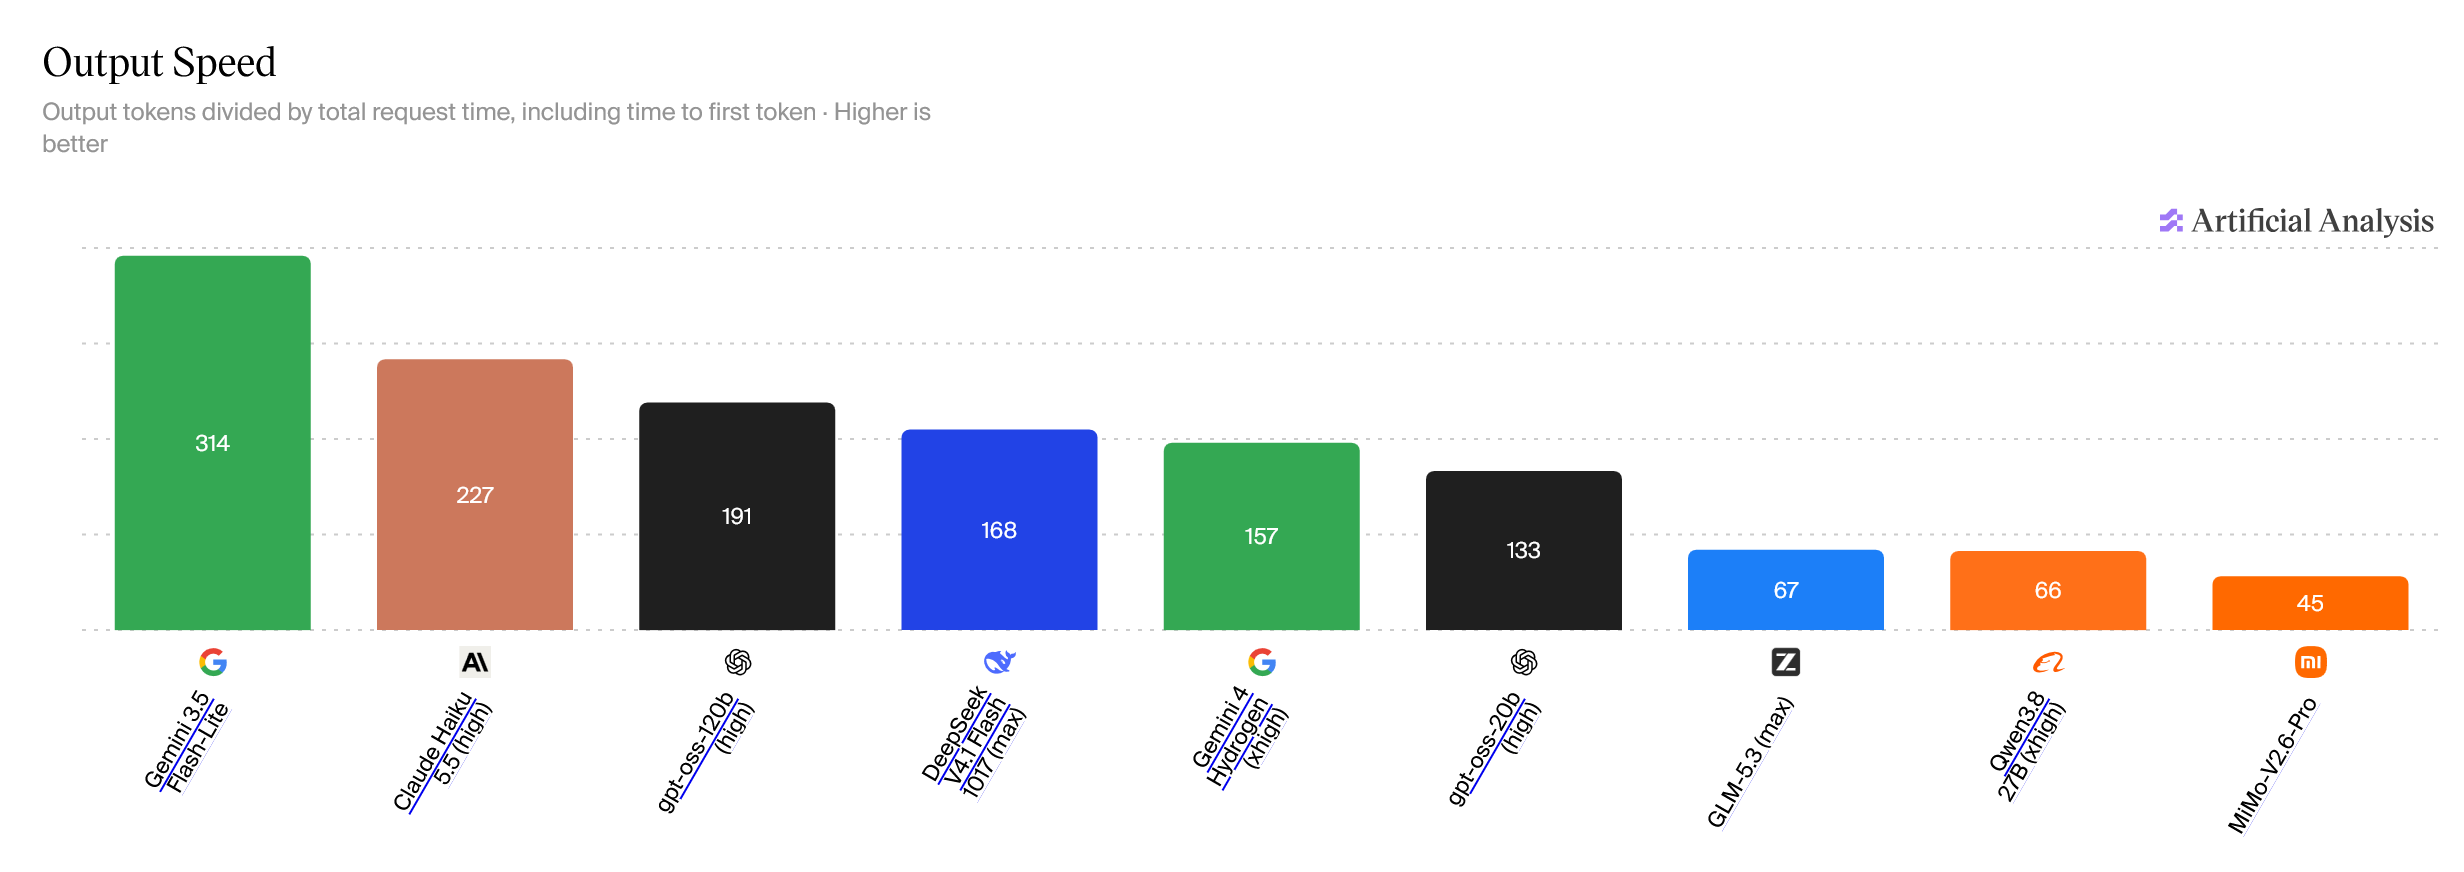 Output Speed
Output tokens divided by total request time, including time to first token · Higher is
better
Artificial Analysis
314
227
191
168
157
133
67
66
45
Gemini 3.5
Flash-Lite
Claude Haiku
5.5 (high)
gpt-oss-120b
(high)
DeepSeek
V4.1 Flash
1017 (max)
Gemini 4
Hydrogen
(xhigh)
gpt-oss-20b
(high)
GLM-5.3 (max)
Qwen3.8
27B (xhigh)
MiMo-V2.6-Pro